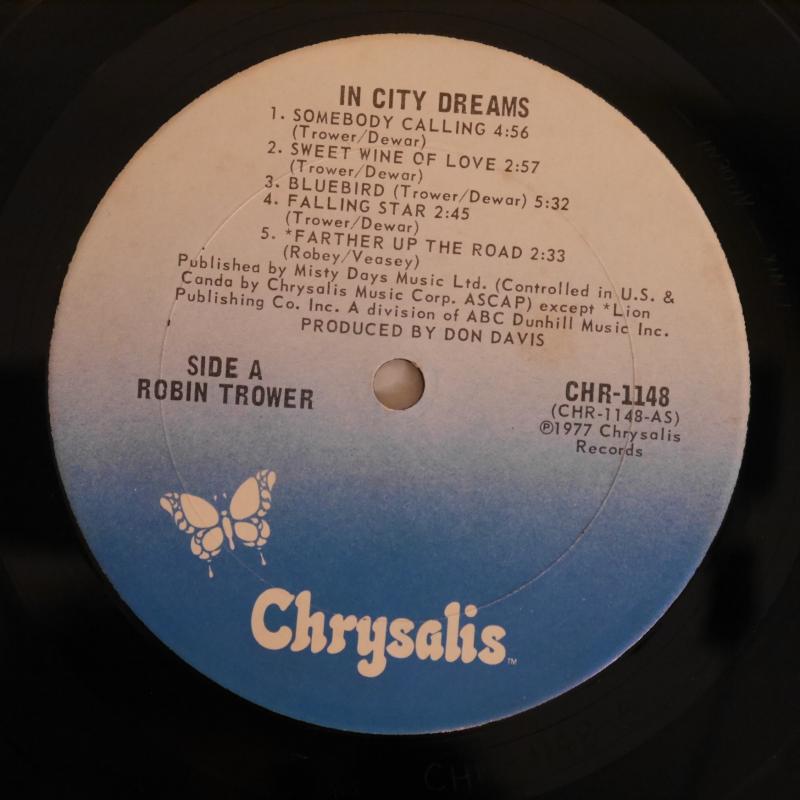 IN CITY DREAMS
1. SOMEBODY CALLING 4:56
(Trower/Dewar)
2. SWEET WINE OF LOVE 2:57
(Trower/Dewar)
3. BLUEBIRD (Trower/Dewar) 5:32
4. FALLING STAR 2:45
(Trower/Dewar)
5. *FARTHER UP THE ROAD 2:33
(Robey/Veasey)
Published by Misty Days Music Ltd. (Controlled in U.S. &
Canda by Chrysalis Music Corp. ASCAP) except *Lion
Publishing Co. Inc. A division of ABC Dunhill Music Inc.
PRODUCED BY DON DAVIS
SIDE A
ROBIN TROWER
CHR-1148
(CHR-1148-AS)
℗1977 Chrysalis
Records
Chrysalis™